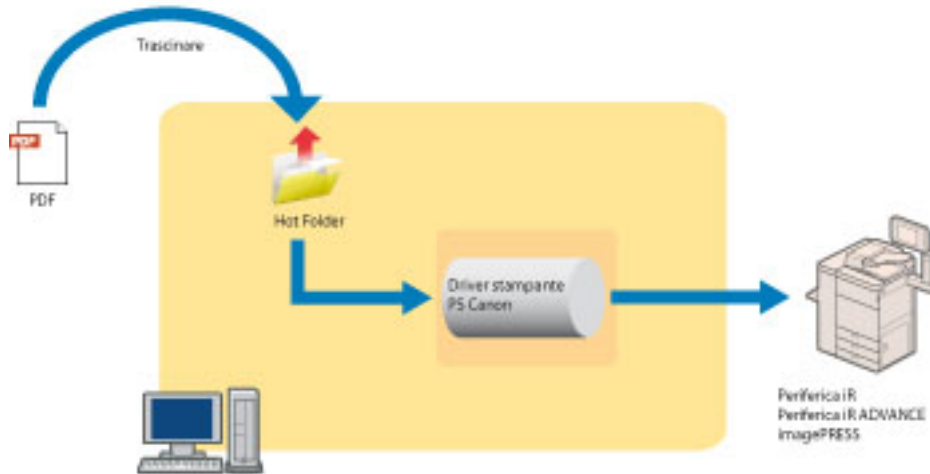 Trascinare
PDF
PDF
Hot Folder
Driver stampante
PS Canon
Periferica iR
Periferica iR ADVANCE
imagePRESS